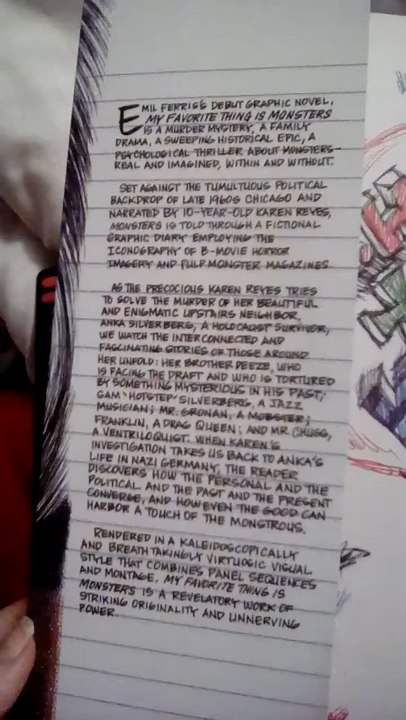 EMIL FERRIS'S DEBUT GRAPHIC NOVEL,
MY FAVORITE THING IS MONSTERS
IS A MURDER MYSTERY, A FAMILY
DRAMA, A SWEEPING HISTORICAL EPIC, A
PSYCHOLOGICAL THRILLER ABOUT MONSTERS-
REAL AND IMAGINED, WITHIN AND WITHOUT.
SET AGAINST THE TUMULTUOUS POLITICAL
BACKDROP OF LATE 1960S CHICAGO AND
NARRATED BY 10-YEAR-OLD KAREN REYES,
MONSTERS IS TOLD THROUGH A FICTIONAL
GRAPHIC DIARY EMPLOYING THE
ICONOGRAPHY OF B-MOVIE HORROR
IMAGERY AND PULP MONSTER MAGAZINES.
AS THE PRECOCIOUS KAREN REYES TRIES
TO SOLVE THE MURDER OF HER BEAUTIFUL
AND ENIGMATIC UPSTAIRS NEIGHBOR,
ANKA SILVERBERG, A HOLOCAUST SURVIVOR,
WE WATCH THE INTERCONNECTED AND
FASCINATING STORIES OF THOSE AROUND
HER UNFOLD: HER BROTHER DEEZE, WHO
IS FACING THE DRAFT AND WHO IS TORTURED
BY SOMETHING MYSTERIOUS IN HIS PAST;
SAM "HOTSTEP" SILVERBERG, A JAZZ
MUSICIAN; MR. GRONAN, A MOBSTER;
FRANKLIN, A DRAG QUEEN; AND MR. CHUGG,
A VENTRILOQUIST. WHEN KAREN'S
INVESTIGATION TAKES US BACK TO ANKA'S
LIFE IN NAZI GERMANY, THE READER
DISCOVERS HOW THE PERSONAL AND THE
POLITICAL AND THE PAST AND THE PRESENT
CONVERGE, AND HOW EVEN THE GOOD CAN
HARBOR A TOUCH OF THE MONSTROUS.
RENDERED IN A KALEIDOSCOPICALLY
AND BREATHTAKINGLY VIRTUOSIC VISUAL
STYLE THAT COMBINES PANEL SEQUENCES
AND MONTAGE, MY FAVORITE THING IS
MONSTERS IS A REVELATORY WORK OF
STRIKING ORIGINALITY AND UNNERVING
POWER.